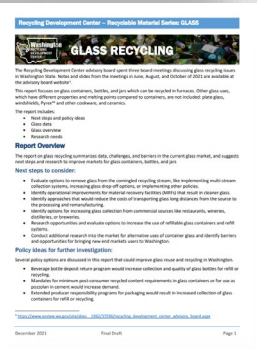 Recycling Development Center – Recyclable Material Series: GLASS
Washington
GLASS RECYCLING
The Recycling Development Center advisory board spent three board meetings discussing glass recycling issues
in Washington State. Notes and slides from the meetings in June, August, and October of 2021 are available at
the advisory board website¹.
This report focuses on glass containers, bottles, and jars which can be recycled in furnaces. Other glass uses,
which have different properties and melting points compared to containers, are not included: plate glass,
windshields, Pyrex™ and other cookware, and ceramics.
The report includes:
• Next steps and policy ideas
• Glass data
• Glass overview
• Research needs
Report Overview
The report on glass recycling summarizes data, challenges, and barriers in the current glass market, and suggests
next steps and research to improve markets for glass containers, bottles, and jars
Next steps to consider:
• Evaluate options to remove glass from the comingled recycling stream, like implementing multi-stream
collection systems, increasing glass drop-off options, or implementing other policies.
• Identify operational improvements for material recovery facilities (MRFs) that result in cleaner glass.
• Identify approaches that would reduce the costs of transporting glass long distances from the source to
the processing and remanufacturing.
• Identify options for increasing glass collection from commercial sources like restaurants, wineries,
distilleries, or breweries.
• Research opportunities and evaluate options to increase the use of refillable glass containers and refill
systems.
• Conduct additional research into the market for alternative uses of container glass and identify barriers
and opportunities for bringing new end markets uses to Washington.
Policy ideas for further investigation:
Several policy options are discussed in this report that could improve glass reuse and recycling in Washington.
• Beverage bottle deposit return program would increase collection and quality of glass bottles for refill or
recycling.
• Mandates for minimum post-consumer recycled content requirements in glass containers or for use as
pozzolan in cement would increase demand.
• Extended producer responsibility programs for packaging would result in increased collection of glass
containers for refill or recycling.
December 2021
Final Draft
Page 1